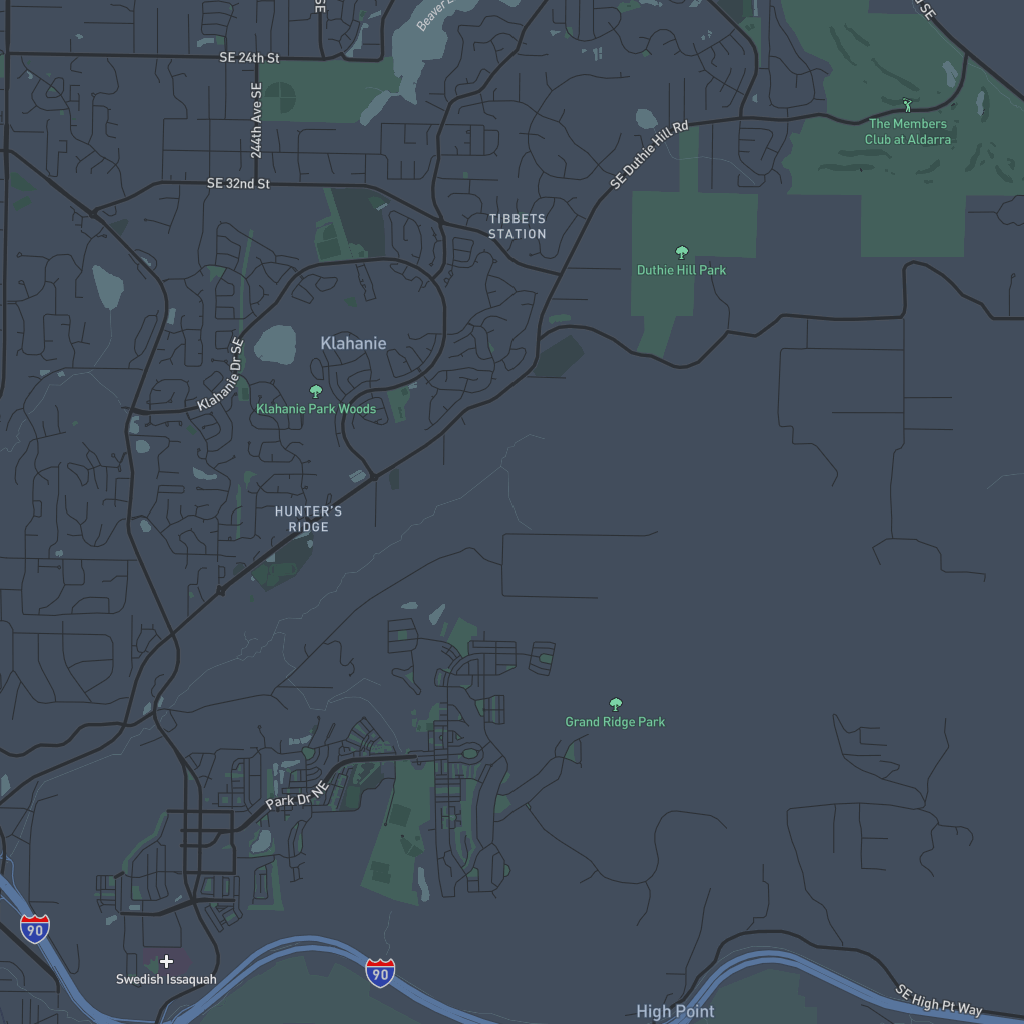 SE
Beaver
SE
SE 24th St
244th Ave SE
The Members
Club at Aldarra
SE Duthie Hill Rd
SE 32nd St
TIBBETS
STATION
Duthie Hill Park
Klahanie
Klahanie Dr SE
Klahanie Park Woods
HUNTER'S
RIDGE
Grand Ridge Park
Park Dr NE
90
90
Swedish Issaquah
High Point
SE High Pt Way